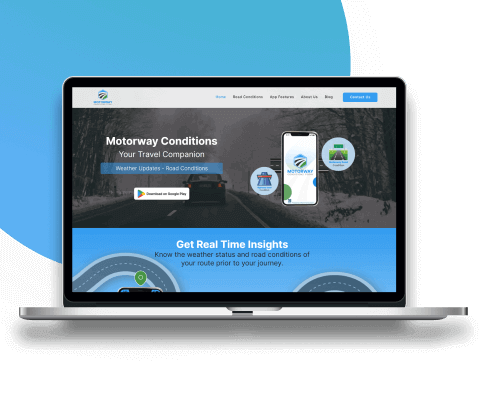 MOTORWAY
Home Road Conditions App Features About Us Blog Contact Us
Motorway Conditions
Your Travel Companion
Weather Updates - Road Conditions
Download on Google Play
MOTORWAY
Get Real Time Insights
Know the weather status and road conditions of
your route prior to your journey.